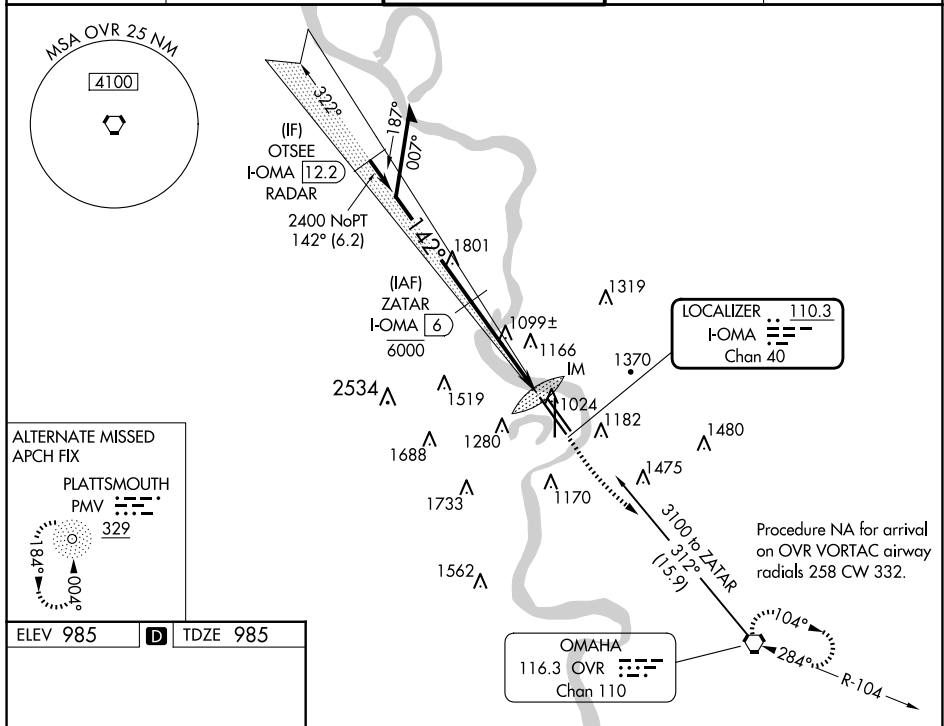 MSA OVR 25 NM
4100
322°
187°
007°
(IF)
OTSEE
I-OMA 12.2
RADAR
2400 NoPT
142° (6.2)
142°
1801
(IAF)
ZATAR
I-OMA 6
6000
1319
1099±
1166
IM
LOCALIZER 110.3
I-OMA
Chan 40
1370
2534
1519
1024
1280
1182
1688
1480
1475
1733
1170
ALTERNATE MISSED
APCH FIX
PLATTSMOUTH
PMV
329
184°
004°
3100 to ZATAR
312°
(15.9)
Procedure NA for arrival
on OVR VORTAC airway
radials 258 CW 332.
1562
104°
284°
R-104
OMAHA
116.3 OVR
Chan 110
ELEV 985 D TDZE 985